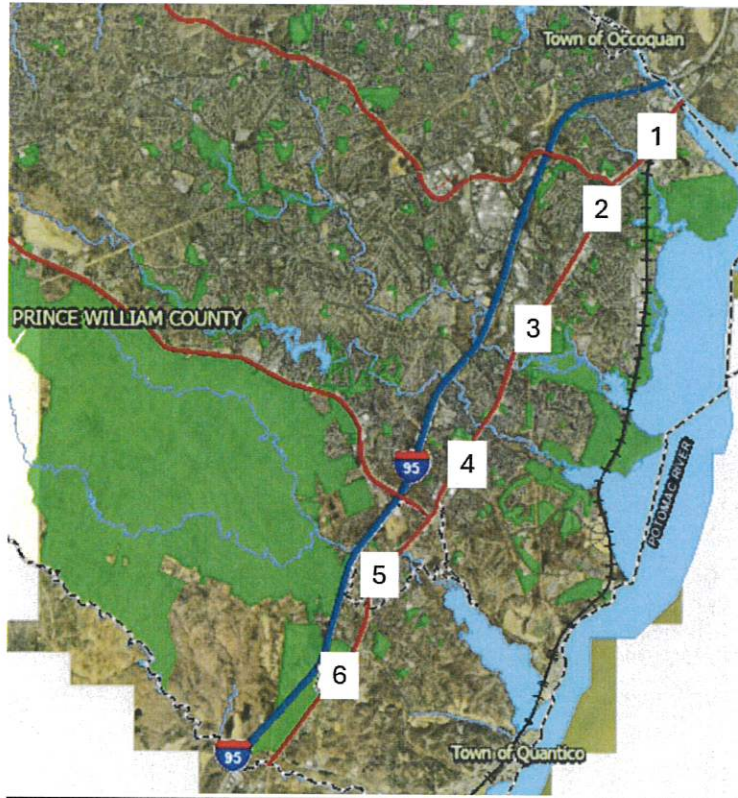 Town of Occoquan
1
2
3
PRINCE WILLIAM COUNTY
4
95
POTOMAC RIVER
5
6
95
Town of Quantico